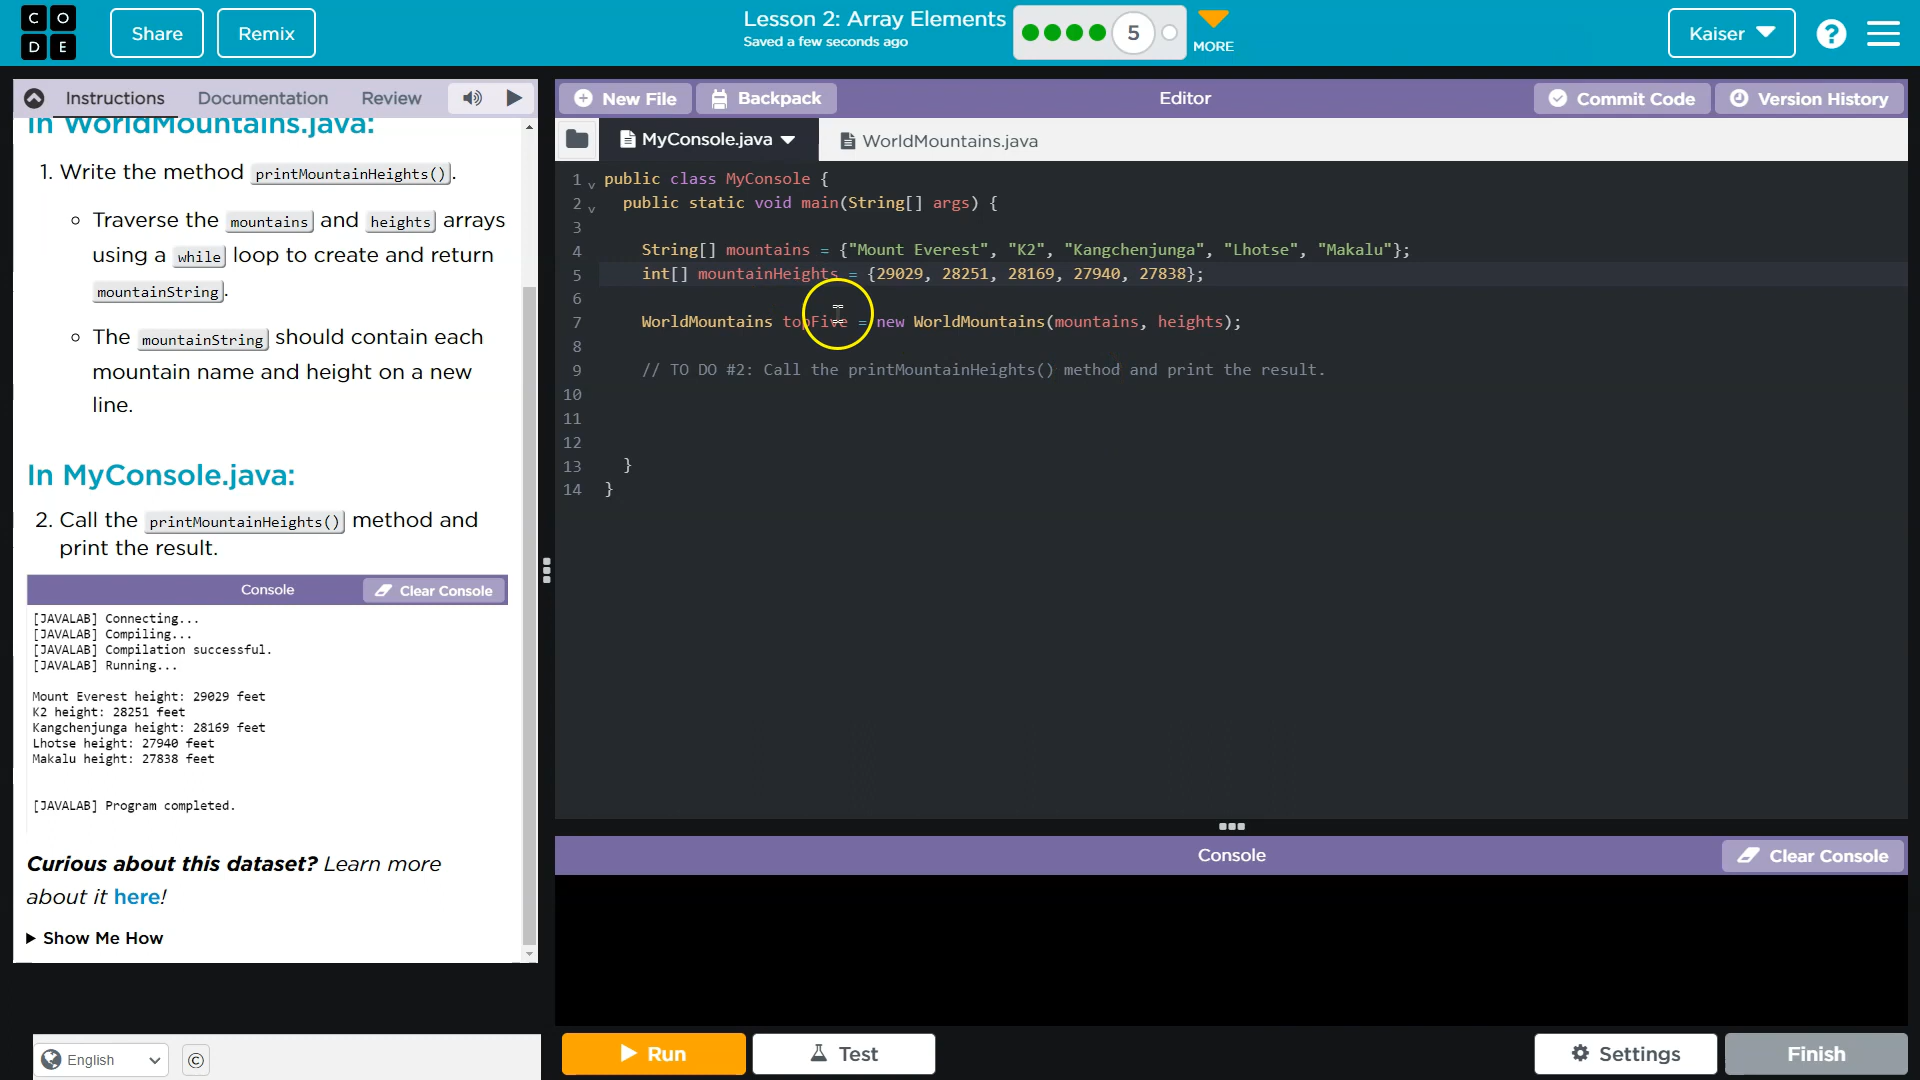 C O
D E
Share
Remix
Lesson 2: Array Elements
Saved a few seconds ago
5
MORE
Kaiser
?
Instructions
Documentation
Review
In WorldMountains.java:
1. Write the method printMountainHeights().
Traverse the mountains and heights arrays
using a while loop to create and return
mountainString.
The mountainString should contain each
mountain name and height on a new
line.
In MyConsole.java:
2. Call the printMountainHeights() method and
print the result.
Console
Clear Console
[JAVALAB] Connecting...
[JAVALAB] Compiling...
[JAVALAB] Compilation successful.
[JAVALAB] Running...
Mount Everest height: 29029 feet
K2 height: 28251 feet
Kangchenjunga height: 28169 feet
Lhotse height: 27940 feet
Makalu height: 27838 feet
[JAVALAB] Program completed.
Curious about this dataset? Learn more
about it here!
Show Me How
English
©
New File
Backpack
Editor
Commit Code
Version History
MyConsole.java
WorldMountains.java
1 public class MyConsole {
2 public static void main(String[] args) {
3
4 String[] mountains = {"Mount Everest", "K2", "Kangchenjunga", "Lhotse", "Makalu"};
5 int[] mountainHeights = {29029, 28251, 28169, 27940, 27838};
6
7 WorldMountains topFive = new WorldMountains(mountains, heights);
8
9 // TO DO #2: Call the printMountainHeights() method and print the result.
10
11
12
13 }
14 }
Console
Clear Console
Run
Test
Settings
Finish